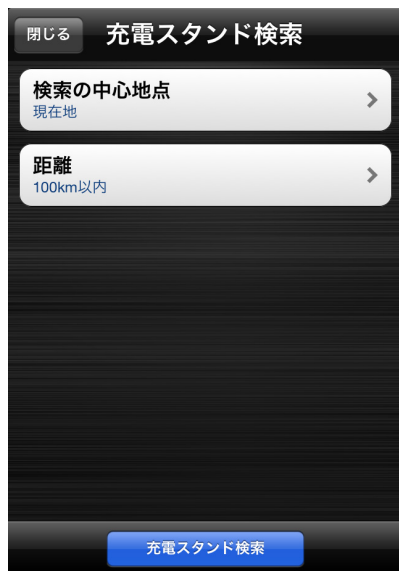 閉じる 充電スタンド検索
検索の中心地点
現在地
距離
100km以内
充電スタンド検索